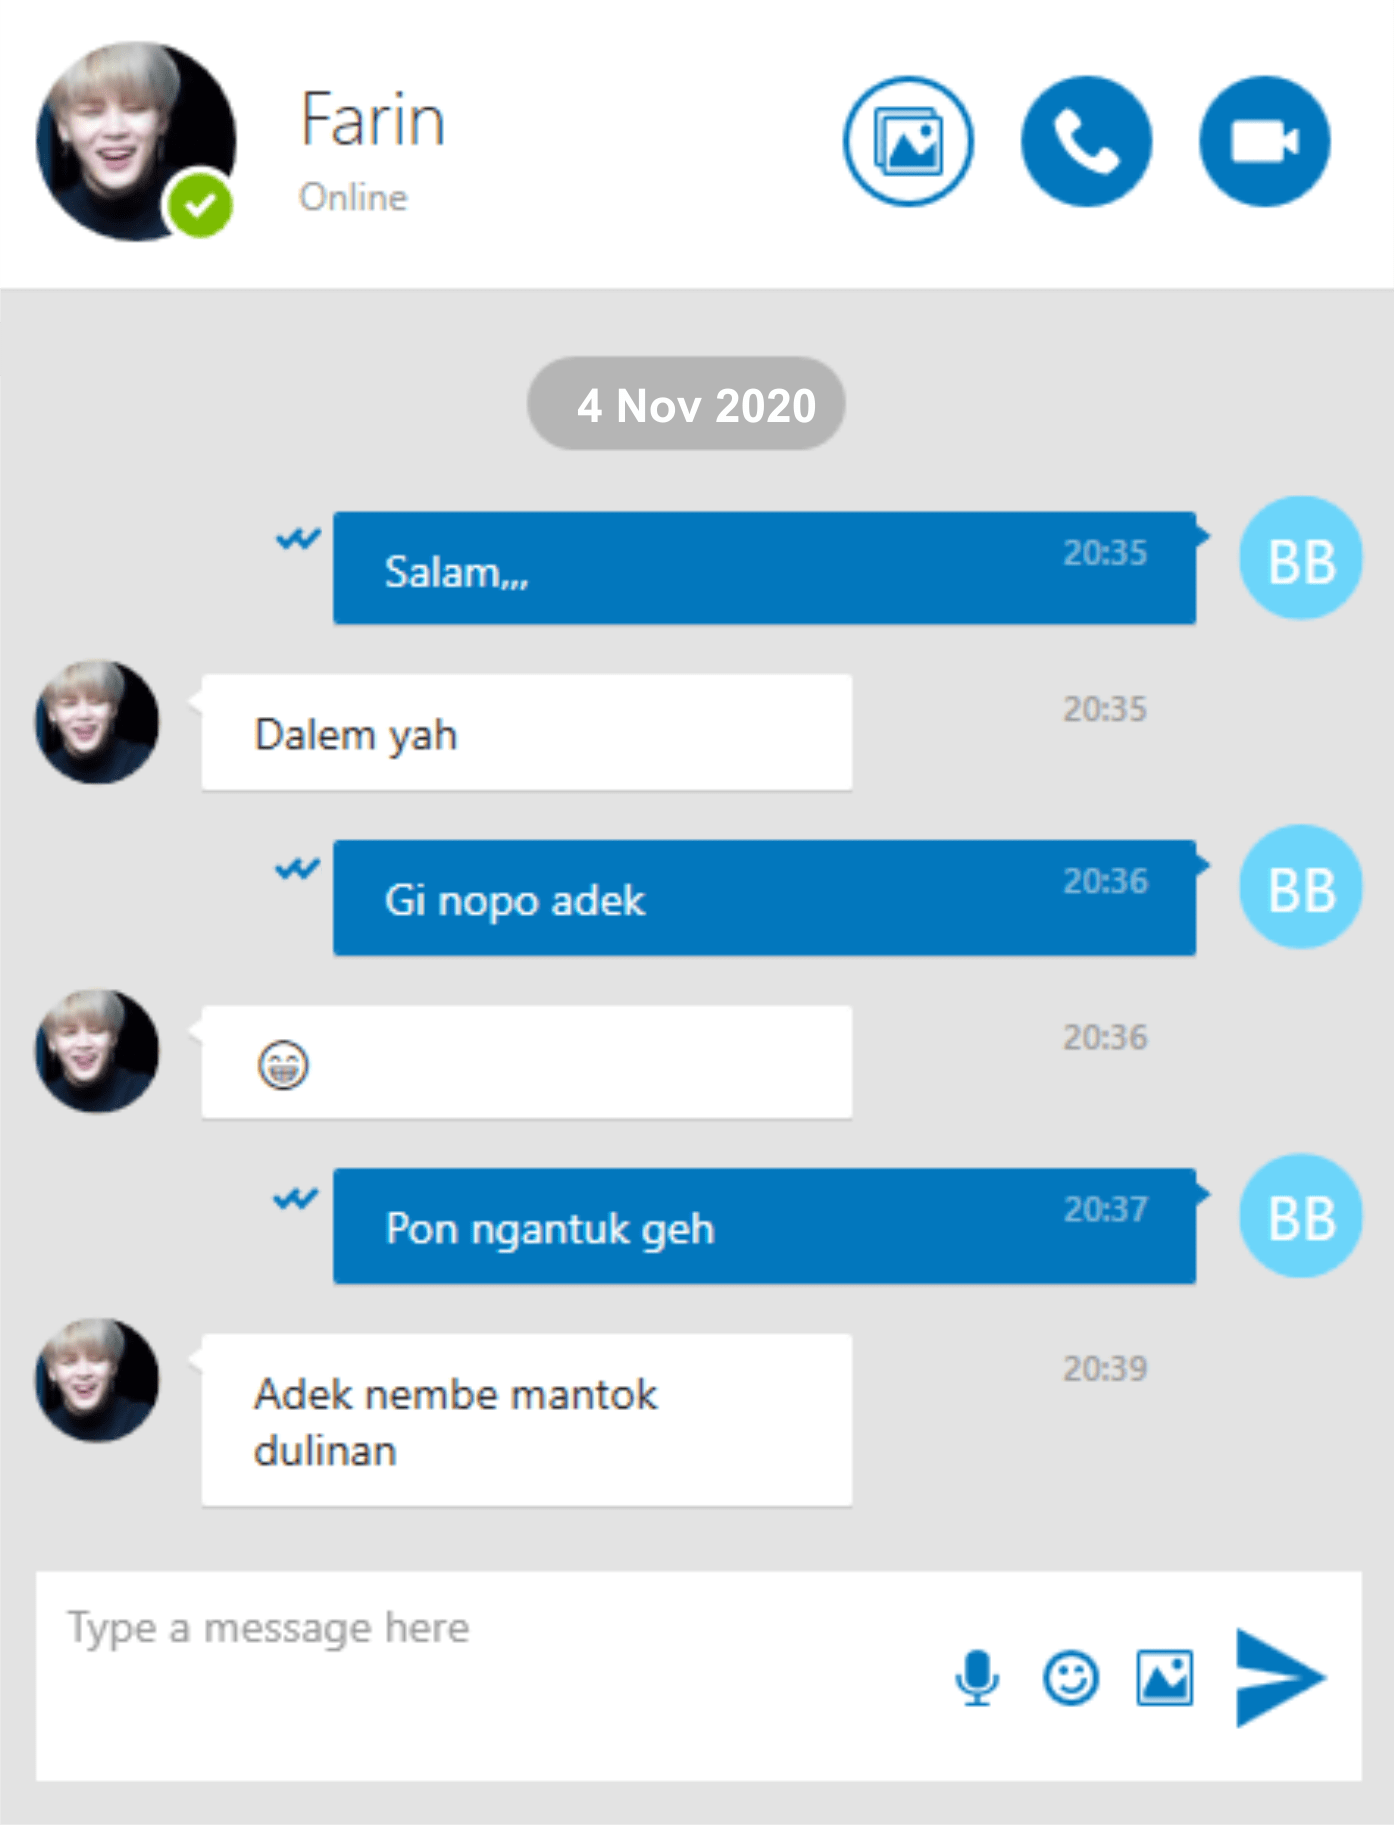 Farin
Online
4 Nov 2020
Salam,,,
20:35
BB
Dalem yah
20:35
Gi nopo adek
20:36
BB
😁
20:36
Pon ngantuk geh
20:37
BB
Adek nembe mantok
dulinan
20:39
Type a message here